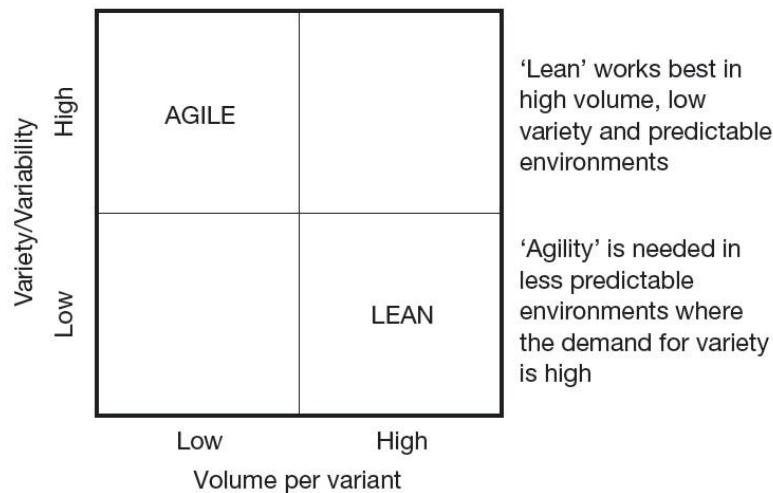 Variety/Variability
High
Low
AGILE
LEAN
Low
High
Volume per variant
‘Lean’ works best in
high volume, low
variety and predictable
environments
‘Agility’ is needed in
less predictable
environments where
the demand for variety
is high